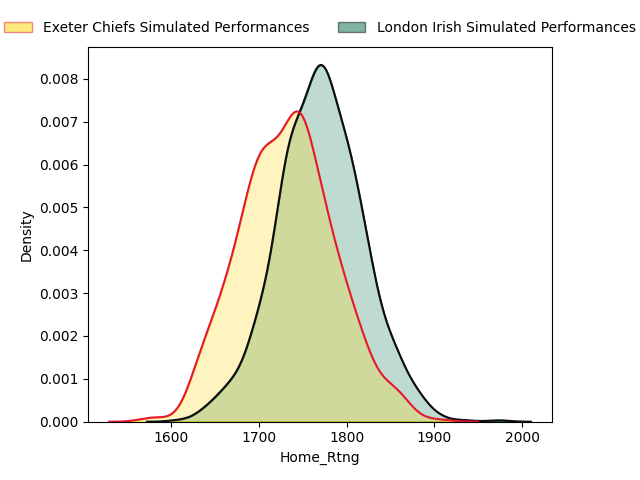 Exeter Chiefs Simulated Performances London Irish Simulated Performances
0.008
0.007
0.006
0.005
0.004
0.003
0.002
0.001
0.000
Density
1600 1700 1800 1900 2000
Home_Rtng